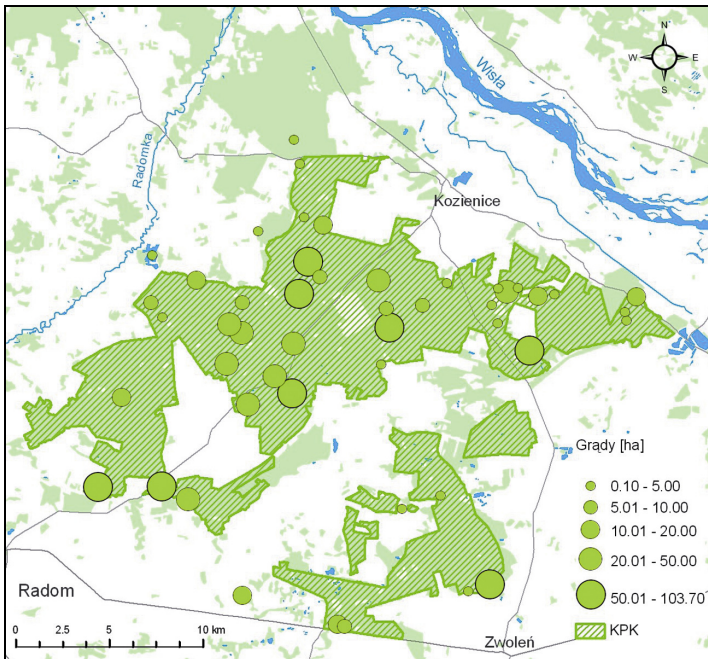 N
W E
S
Wisła
Radomka
Kozienice
Grądy [ha]
0.10 - 5.00
5.01 - 10.00
10.01 - 20.00
20.01 - 50.00
50.01 - 103.70
KPK
Radom
Zwoleń
0 2.5 5 10 km